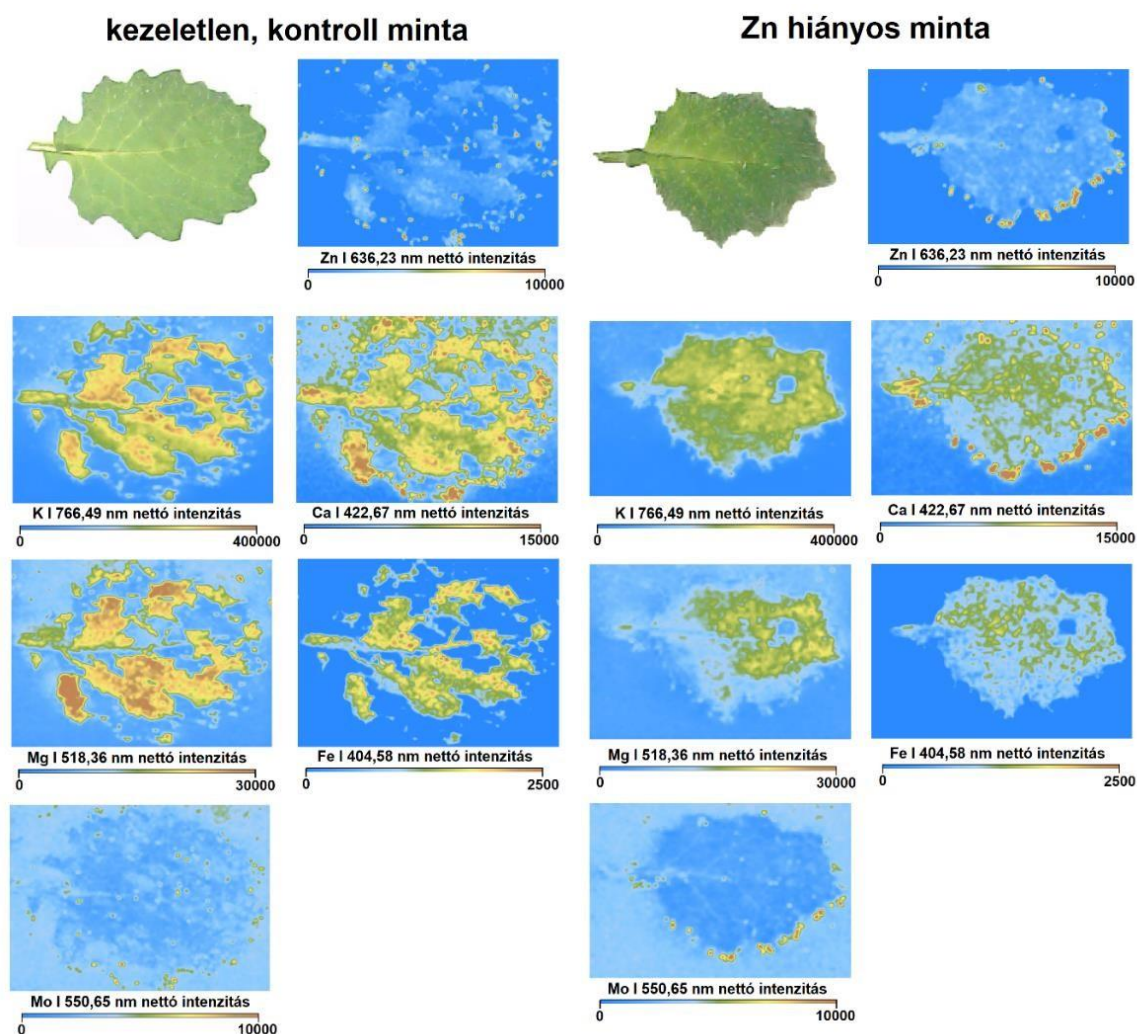 kezeletlen, kontroll minta
Zn hiányos minta
Zn I 636,23 nm nettó intenzitás
0 10000
Zn I 636,23 nm nettó intenzitás
0 10000
K I 766,49 nm nettó intenzitás
0 400000
Ca I 422,67 nm nettó intenzitás
0 15000
K I 766,49 nm nettó intenzitás
0 400000
Ca I 422,67 nm nettó intenzitás
0 15000
Mg I 518,36 nm nettó intenzitás
0 30000
Fe I 404,58 nm nettó intenzitás
0 2500
Mg I 518,36 nm nettó intenzitás
0 30000
Fe I 404,58 nm nettó intenzitás
0 2500
Mo I 550,65 nm nettó intenzitás
0 10000
Mo I 550,65 nm nettó intenzitás
0 10000